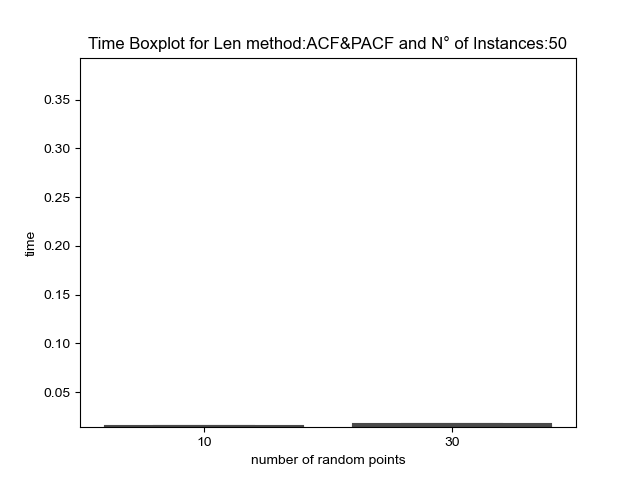 Time Boxplot for Len method:ACF&PACF and N° of Instances:50
0.35
0.30
0.25
0.20
0.15
0.10
0.05
time
10 30
number of random points